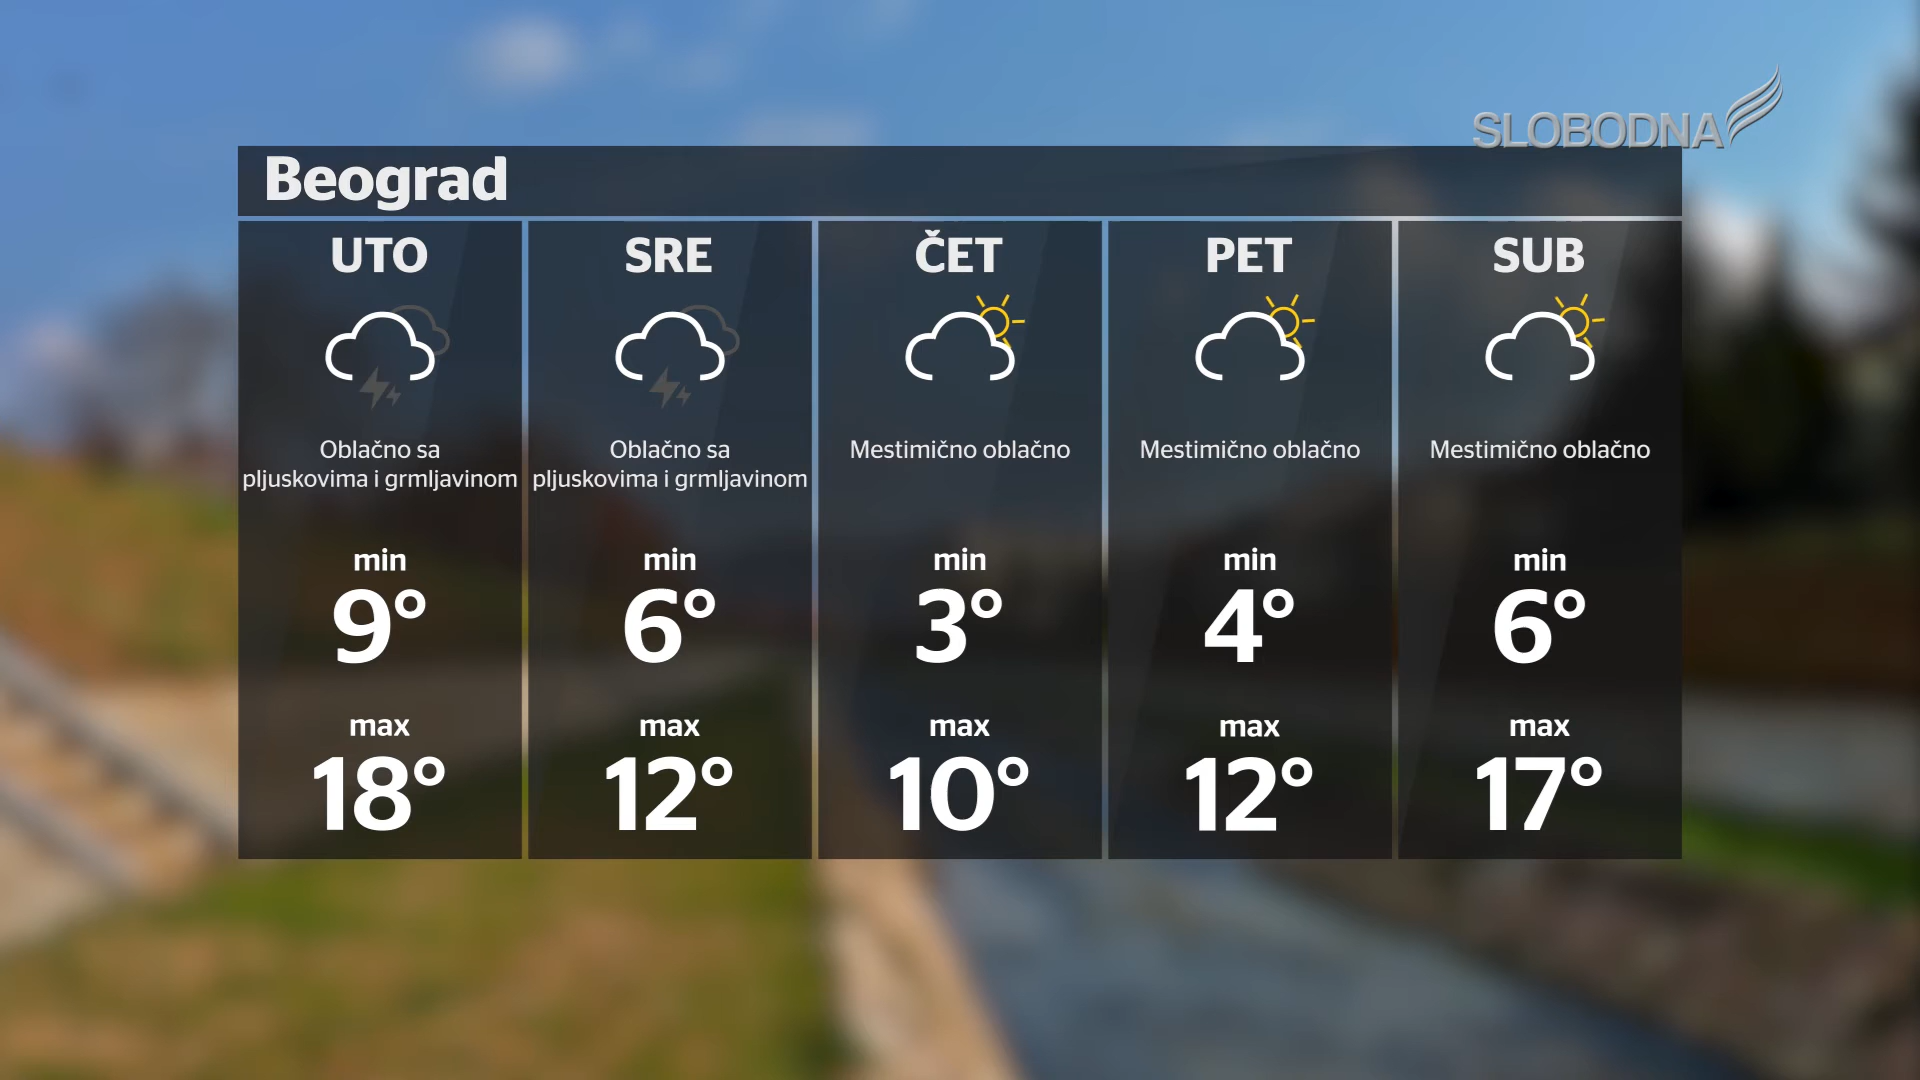 SLOBODNA
Beograd
UTO
Oblačno sa
pljuskovima i grmljavinom
min
9°
max
18°
SRE
Oblačno sa
pljuskovima i grmljavinom
min
6°
max
12°
ČET
Mestimično oblačno
min
3°
max
10°
PET
Mestimično oblačno
min
4°
max
12°
SUB
Mestimično oblačno
min
6°
max
17°